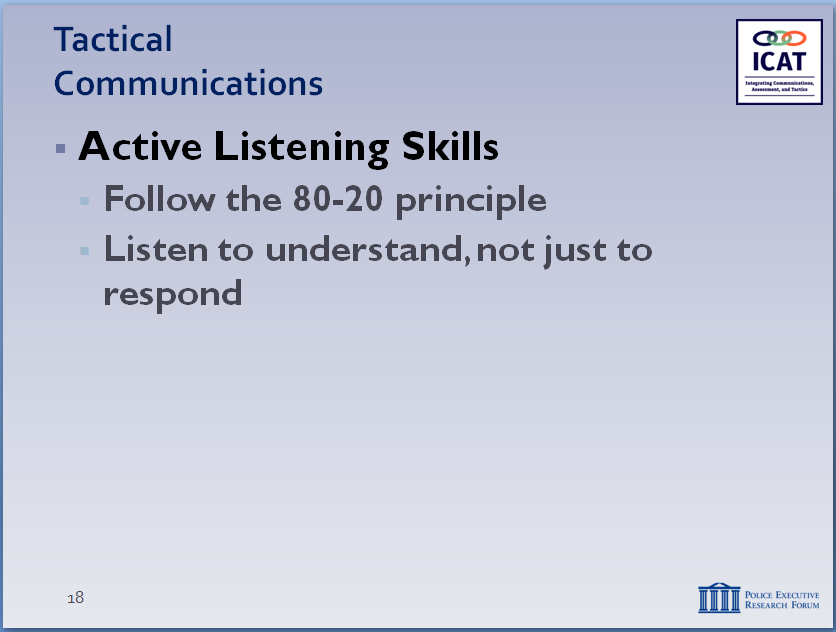 Tactical
Communications
ICAT
Integrating Communications,
Assessment, and Tactics
Active Listening Skills
Follow the 80-20 principle
Listen to understand, not just to
respond
18
Police Executive
Research Forum